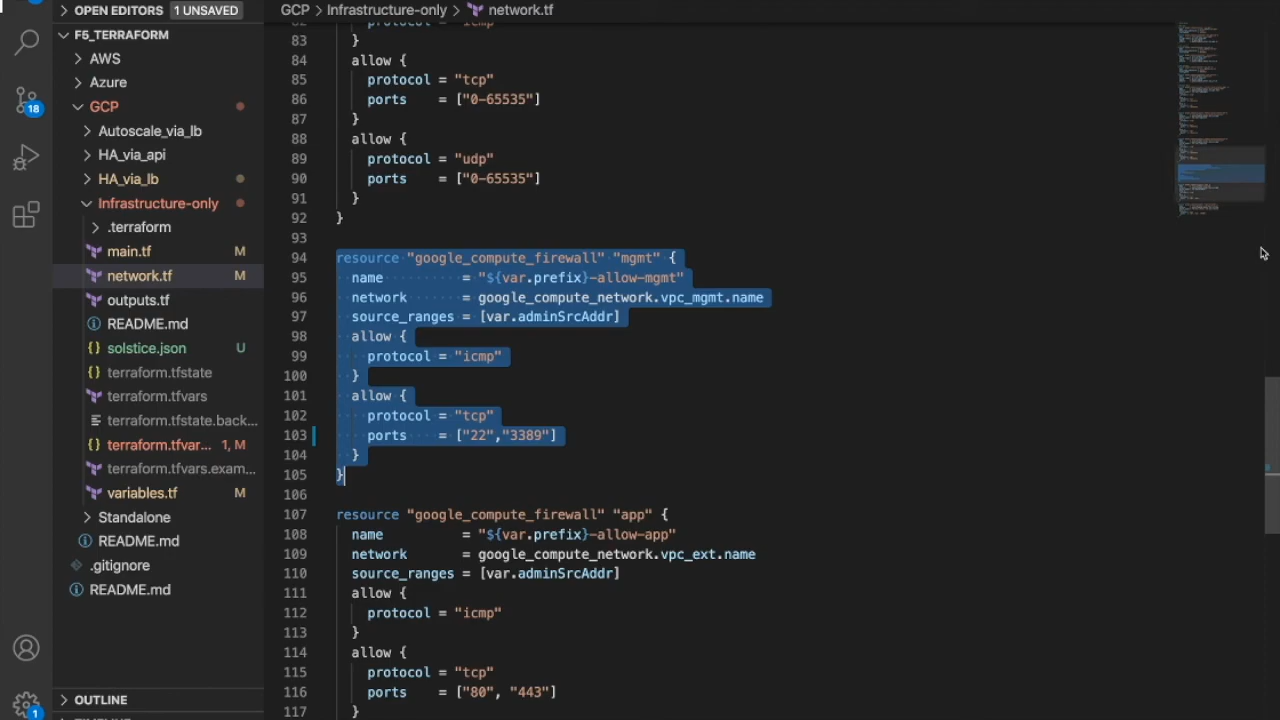 OPEN EDITORS 1 UNSAVED
F5_TERRAFORM
AWS
Azure
GCP
Autoscale_via_lb
HA_via_api
HA_via_lb
Infrastructure-only
.terraform
main.tf M
network.tf M
outputs.tf
README.md
solstice.json U
terraform.tfstate
terraform.tfvars
terraform.tfstate.back...
terraform.tfvar... 1, M
terraform.tfvars.exam...
variables.tf M
Standalone
README.md
.gitignore
README.md
OUTLINE
18
1
GCP > Infrastructure-only > network.tf
83 }
84 allow {
85 protocol = "tcp"
86 ports = ["0-65535"]
87 }
88 allow {
89 protocol = "udp"
90 ports = ["0-65535"]
91 }
92 }
93
94 resource "google_compute_firewall" "mgmt" {
95 name = "${var.prefix}-allow-mgmt"
96 network = google_compute_network.vpc_mgmt.name
97 source_ranges = [var.adminSrcAddr]
98 allow {
99 protocol = "icmp"
100 }
101 allow {
102 protocol = "tcp"
103 ports = ["22","3389"]
104 }
105 }
106
107 resource "google_compute_firewall" "app" {
108 name = "${var.prefix}-allow-app"
109 network = google_compute_network.vpc_ext.name
110 source_ranges = [var.adminSrcAddr]
111 allow {
112 protocol = "icmp"
113 }
114 allow {
115 protocol = "tcp"
116 ports = ["80", "443"]
117 }